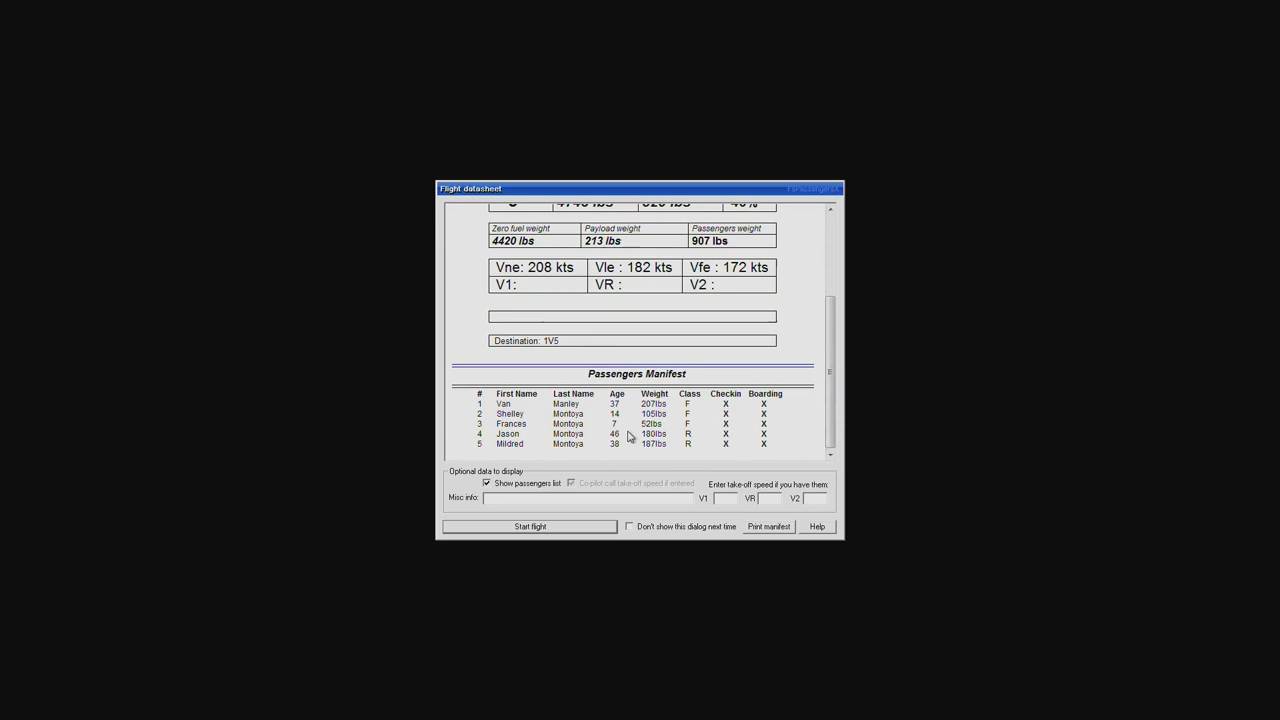 Flight datasheet FsPassengersX
Zero fuel weight Payload weight Passengers weight
4420 lbs 213 lbs 907 lbs
Vne: 208 kts Vle : 182 kts Vfe : 172 kts
V1: VR : V2 :
Destination: 1V5
Passengers Manifest
# First Name Last Name Age Weight Class Checkin Boarding
1 Van Manley 37 207lbs F X X
2 Shelley Montoya 14 105lbs F X X
3 Frances Montoya 7 52lbs F X X
4 Jason Montoya 46 180lbs R X X
5 Mildred Montoya 38 187lbs R X X
Optional data to display
Show passengers list Co-pilot call take-off speed if entered Enter take-off speed if you have them:
Misc info: V1 VR V2
Start flight Don't show this dialog next time Print manifest Help